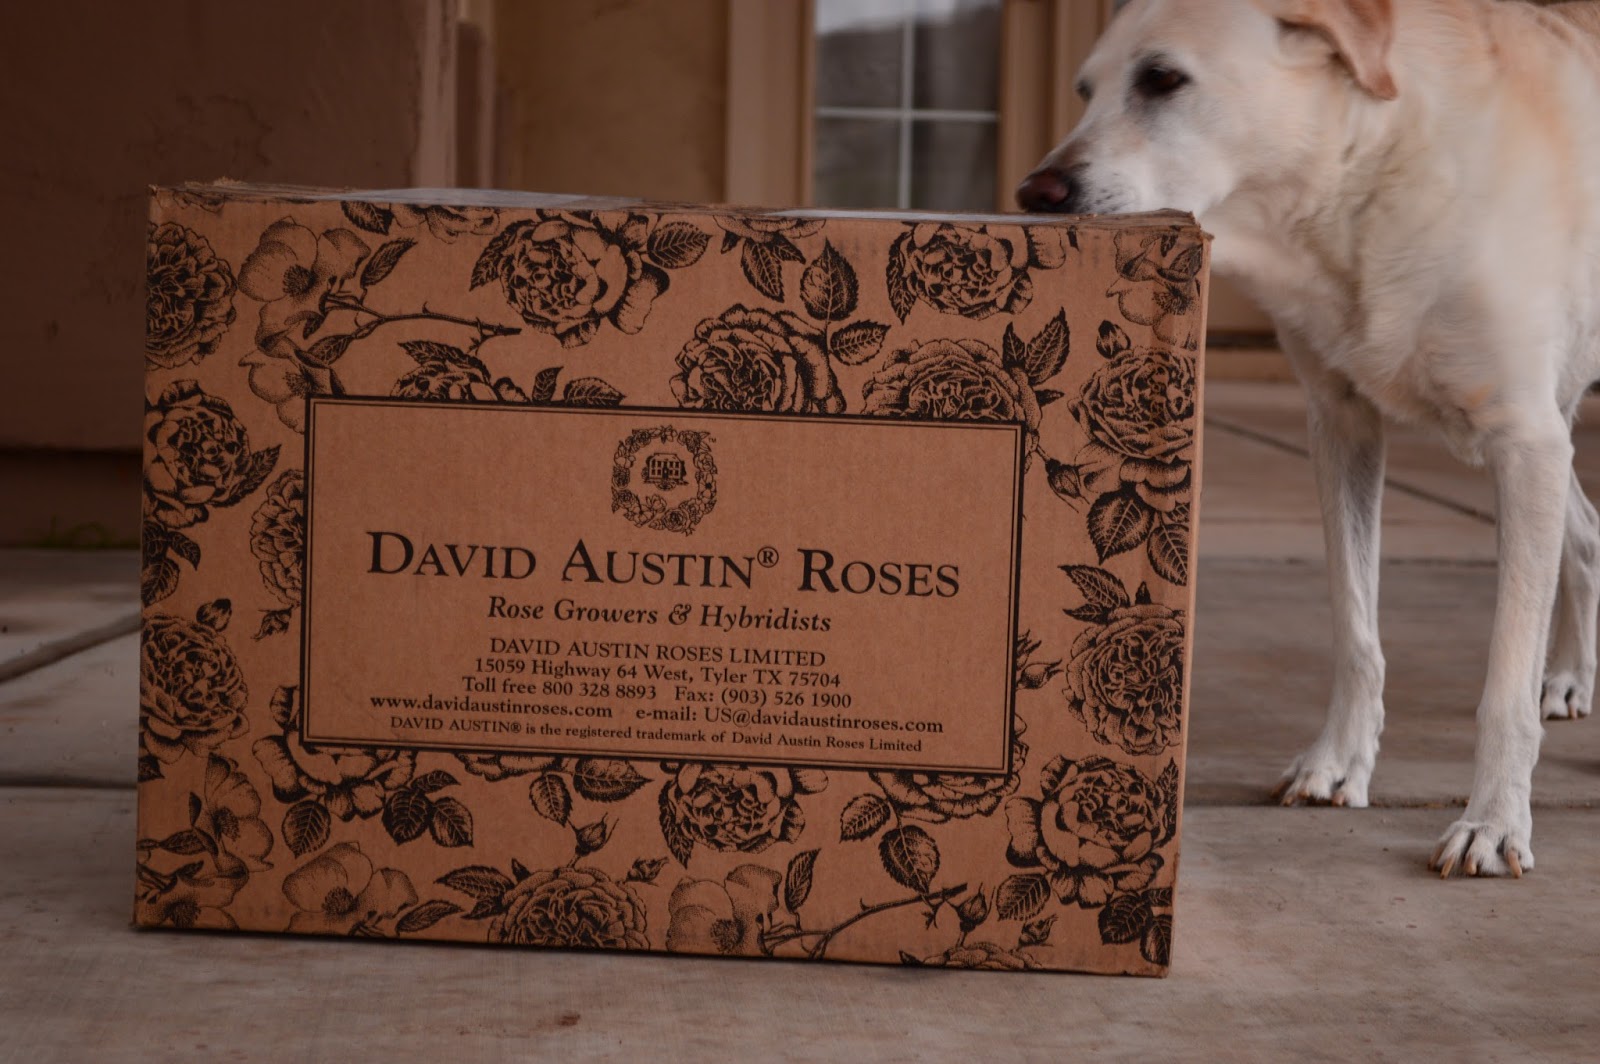 DAVID AUSTIN® ROSES
Rose Growers & Hybridists
DAVID AUSTIN ROSES LIMITED
15059 Highway 64 West, Tyler TX 75704
Toll free 800 328 8893 Fax: (903) 526 1900
www.davidaustinroses.com e-mail: US@davidaustinroses.com
DAVID AUSTIN® is the registered trademark of David Austin Roses Limited